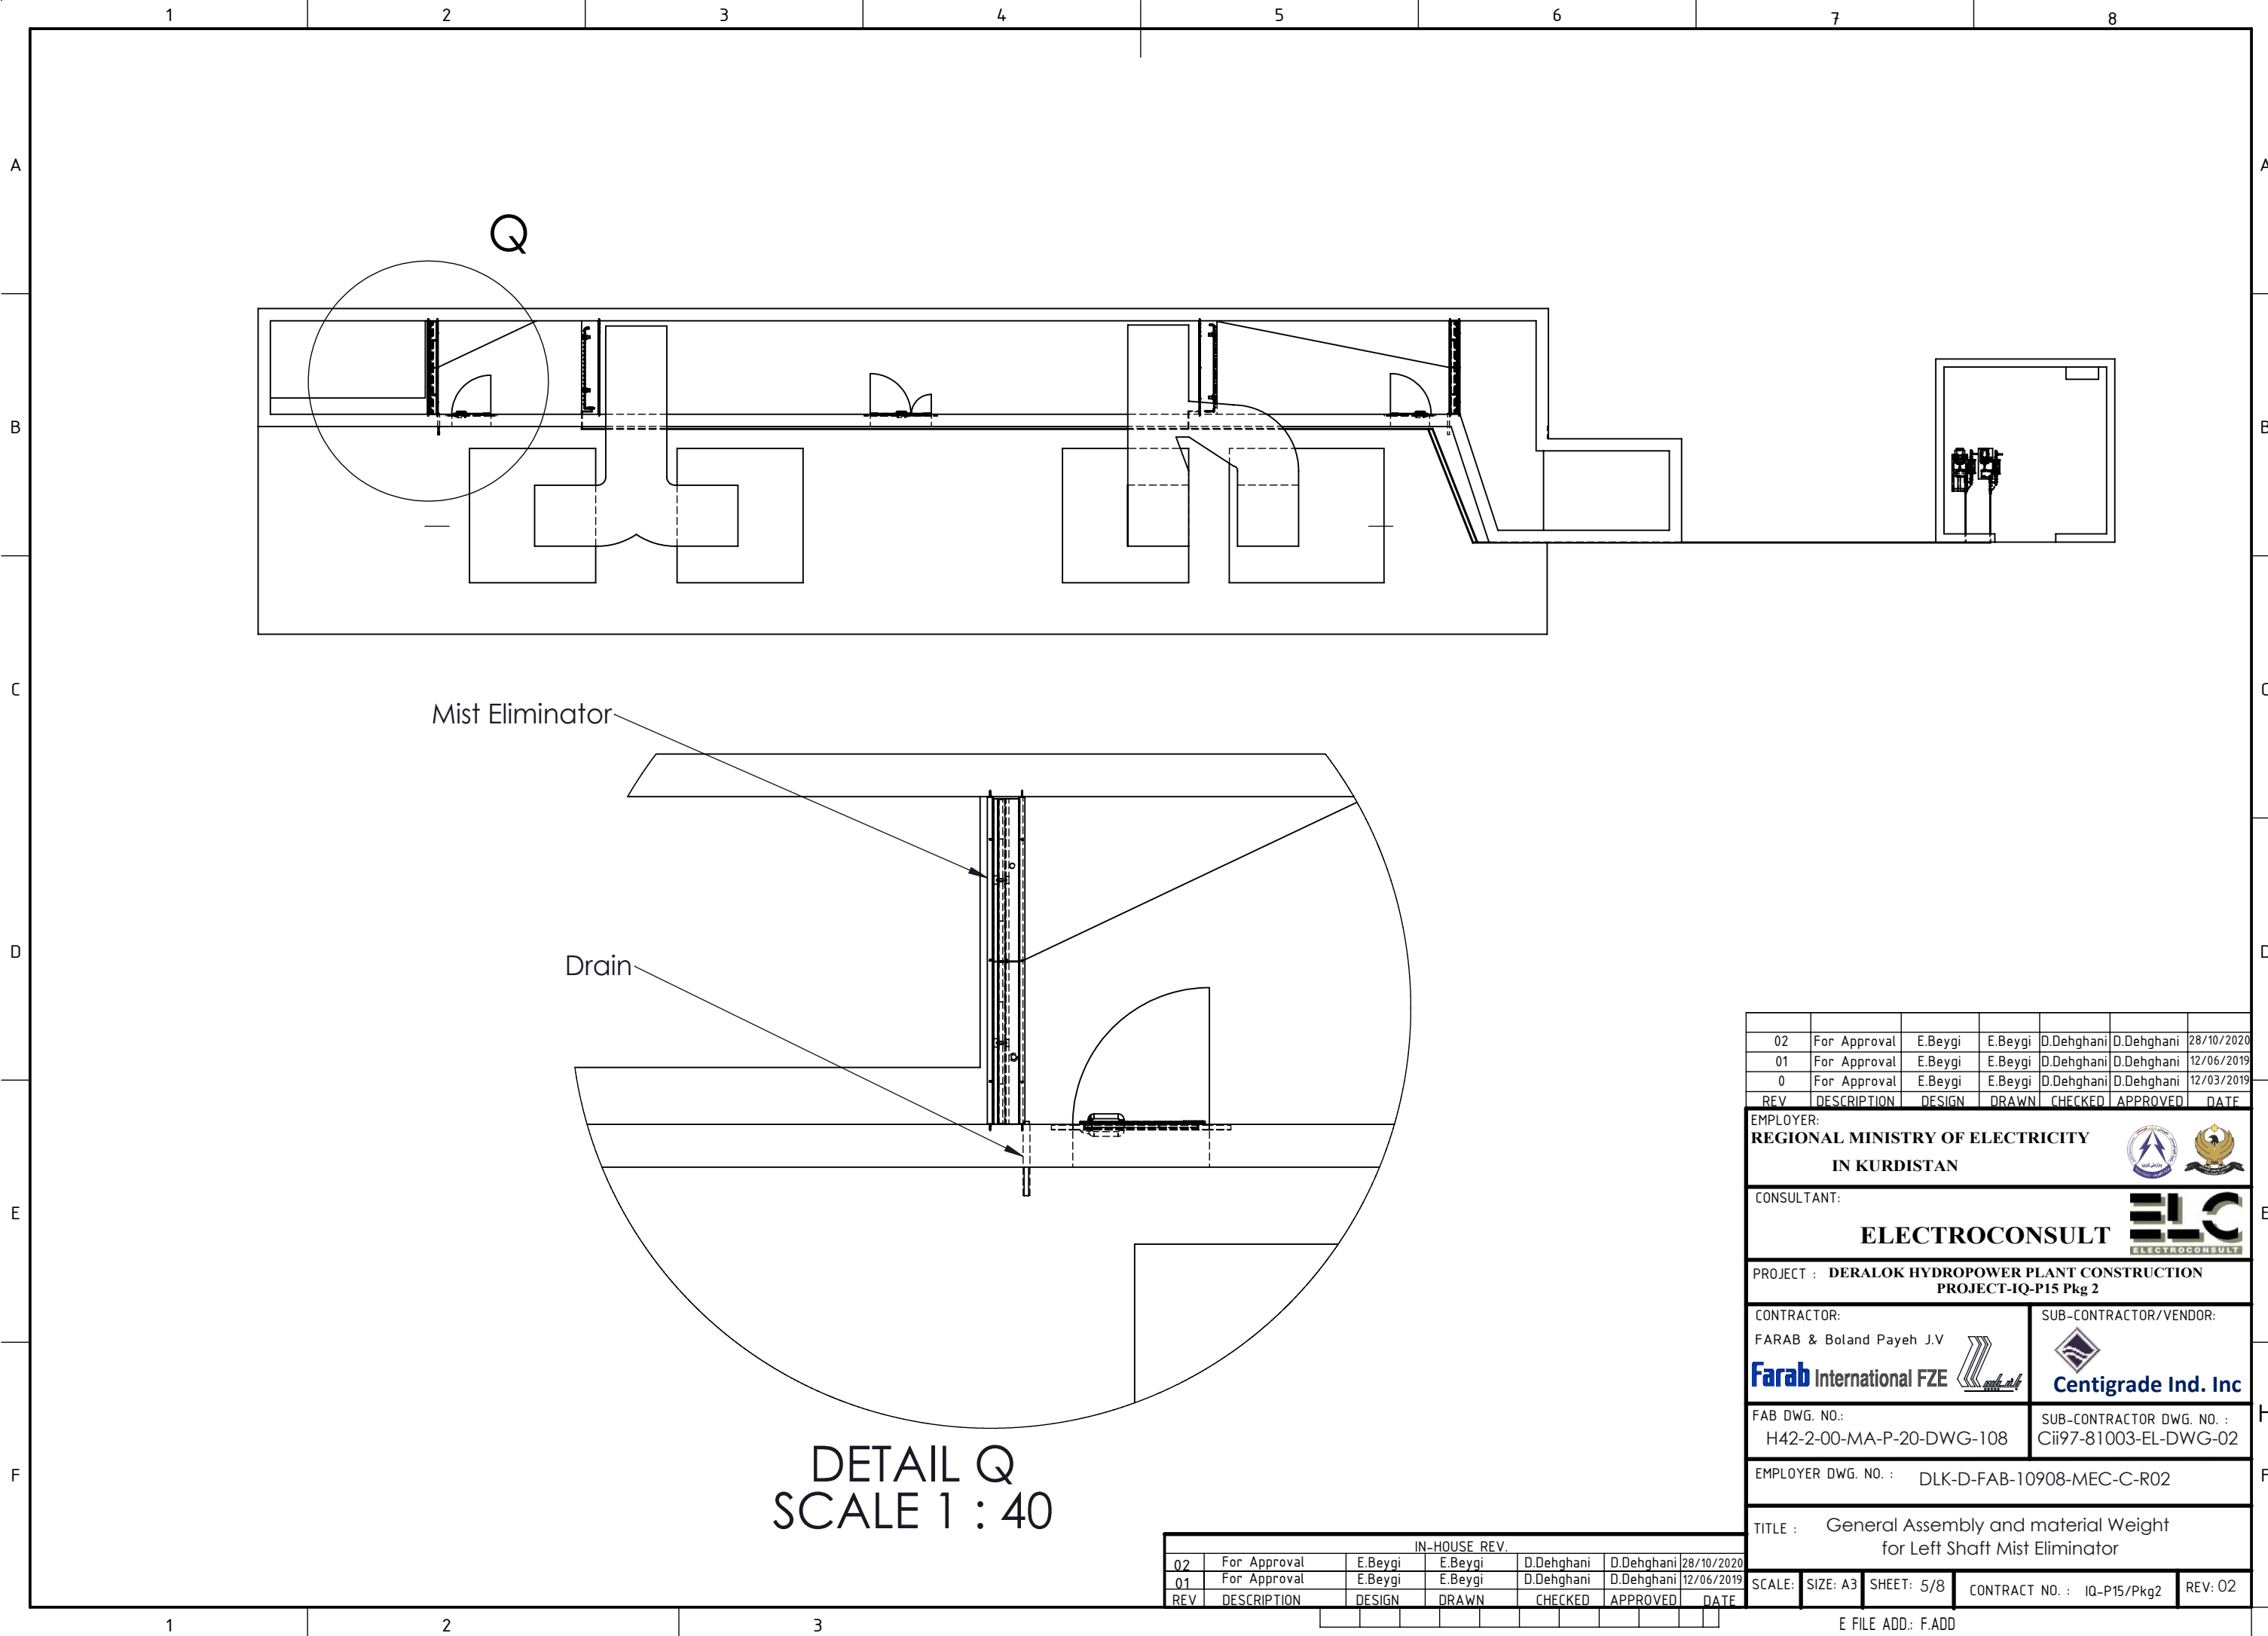 1 2 3 4 5 6 7 8
A A
Q
B B
C C
Mist Eliminator
D D
Drain
02 For Approval E.Beygi E.Beygi D.Dehghani D.Dehghani 28/10/2020
01 For Approval E.Beygi E.Beygi D.Dehghani D.Dehghani 12/06/2019
0 For Approval E.Beygi E.Beygi D.Dehghani D.Dehghani 12/03/2019
REV DESCRIPTION DESIGN DRAWN CHECKED APPROVED DATE
EMPLOYER:
REGIONAL MINISTRY OF ELECTRICITY
IN KURDISTAN
E E
CONSULTANT:
ELECTROCONSULT
ELC
ELECTROCONSULT
PROJECT : DERALOK HYDROPOWER PLANT CONSTRUCTION
PROJECT-IQ-P15 Pkg 2
CONTRACTOR:
FARAB & Boland Payeh J.V
Farab International FZE
SUB-CONTRACTOR/VENDOR:
Centigrade Ind. Inc
H
FAB DWG. NO.:
H42-2-00-MA-P-20-DWG-108
SUB-CONTRACTOR DWG. NO. :
Cii97-81003-EL-DWG-02
F F
EMPLOYER DWG. NO. : DLK-D-FAB-10908-MEC-C-R02
DETAIL Q
SCALE 1 : 40
TITLE : General Assembly and material Weight
for Left Shaft Mist Eliminator
IN-HOUSE REV.
02 For Approval E.Beygi E.Beygi D.Dehghani D.Dehghani 28/10/2020
01 For Approval E.Beygi E.Beygi D.Dehghani D.Dehghani 12/06/2019
REV DESCRIPTION DESIGN DRAWN CHECKED APPROVED DATE
SCALE: SIZE: A3 SHEET: 5/8 CONTRACT NO. : IQ-P15/Pkg2 REV: 02
1 2 3
E FILE ADD.: F.ADD